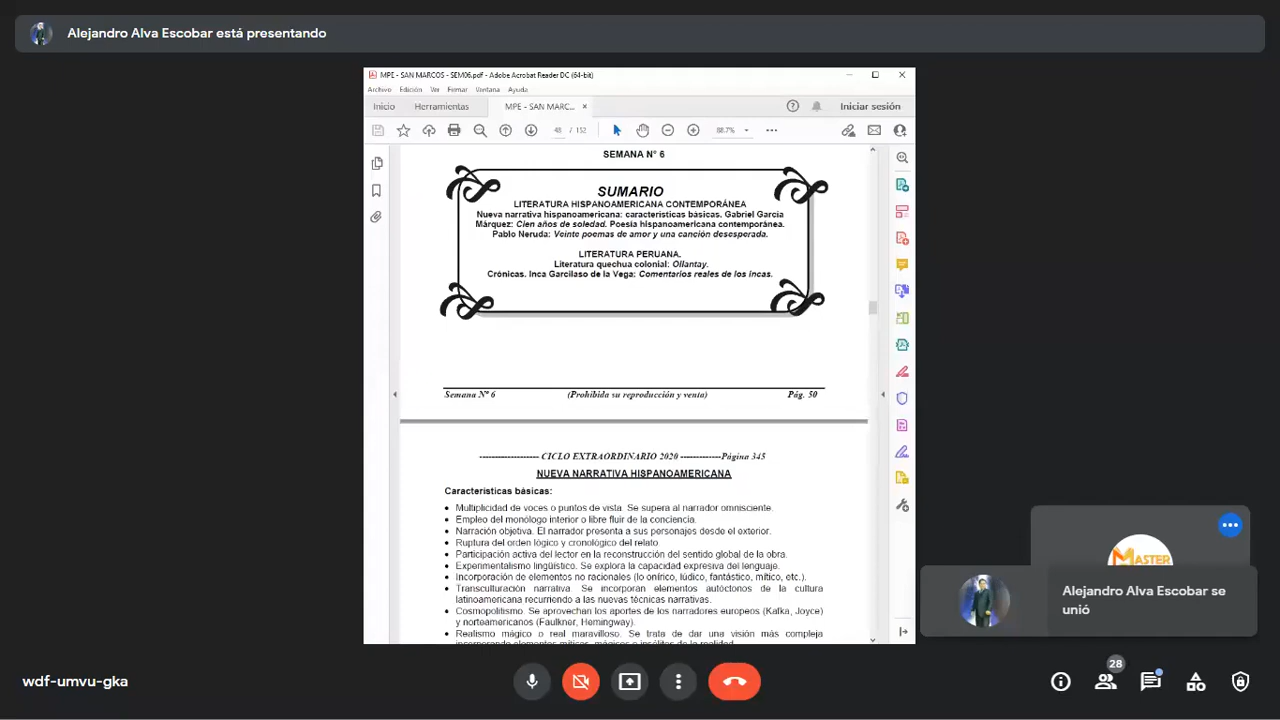 Alejandro Alva Escobar está presentando
MPE - SAN MARCOS - SEM06.pdf - Adobe Acrobat Reader DC (64-bit)
Archivo Edición Ver Firmar Ventana Ayuda
Inicio Herramientas MPE - SAN MARC... × Iniciar sesión
48 / 152 88.7%
SEMANA N° 6
SUMARIO
LITERATURA HISPANOAMERICANA CONTEMPORÁNEA
Nueva narrativa hispanoamericana: características básicas. Gabriel García
Márquez: Cien años de soledad. Poesía hispanoamericana contemporánea.
Pablo Neruda: Veinte poemas de amor y una canción desesperada.
LITERATURA PERUANA.
Literatura quechua colonial: Ollantay.
Crónicas. Inca Garcilaso de la Vega: Comentarios reales de los incas.
Semana Nº 6 (Prohibida su reproducción y venta) Pág. 50
------------------- CICLO EXTRAORDINARIO 2020 -------------Página 345
NUEVA NARRATIVA HISPANOAMERICANA
Características básicas:
• Multiplicidad de voces o puntos de vista. Se supera al narrador omnisciente.
• Empleo del monólogo interior o libre fluir de la conciencia.
• Narración objetiva. El narrador presenta a sus personajes desde el exterior.
• Ruptura del orden lógico y cronológico del relato.
• Participación activa del lector en la reconstrucción del sentido global de la obra.
• Experimentalismo lingüístico. Se explora la capacidad expresiva del lenguaje.
• Incorporación de elementos no racionales (lo onírico, lúdico, fantástico, mítico, etc.).
• Transculturación narrativa. Se incorporan elementos autóctonos de la cultura
latinoamericana recurriendo a las nuevas técnicas narrativas.
• Cosmopolitismo. Se aprovechan los aportes de los narradores europeos (Kafka, Joyce)
y norteamericanos (Faulkner, Hemingway).
• Realismo mágico o real maravilloso. Se trata de dar una visión más compleja
incorporando elementos míticos, mágicos o insólitos de la realidad.
MASTER
Alejandro Alva Escobar se
unió
wdf-umvu-gka
28